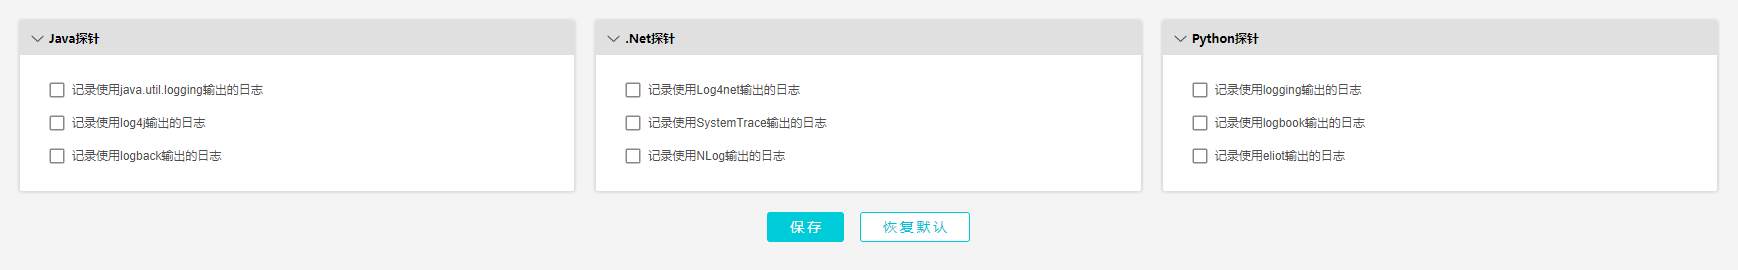 Java探针
记录使用java.util.logging输出的日志
记录使用log4j输出的日志
记录使用logback输出的日志
.Net探针
记录使用Log4net输出的日志
记录使用SystemTrace输出的日志
记录使用NLog输出的日志
Python探针
记录使用logging输出的日志
记录使用logbook输出的日志
记录使用eliot输出的日志
保存
恢复默认